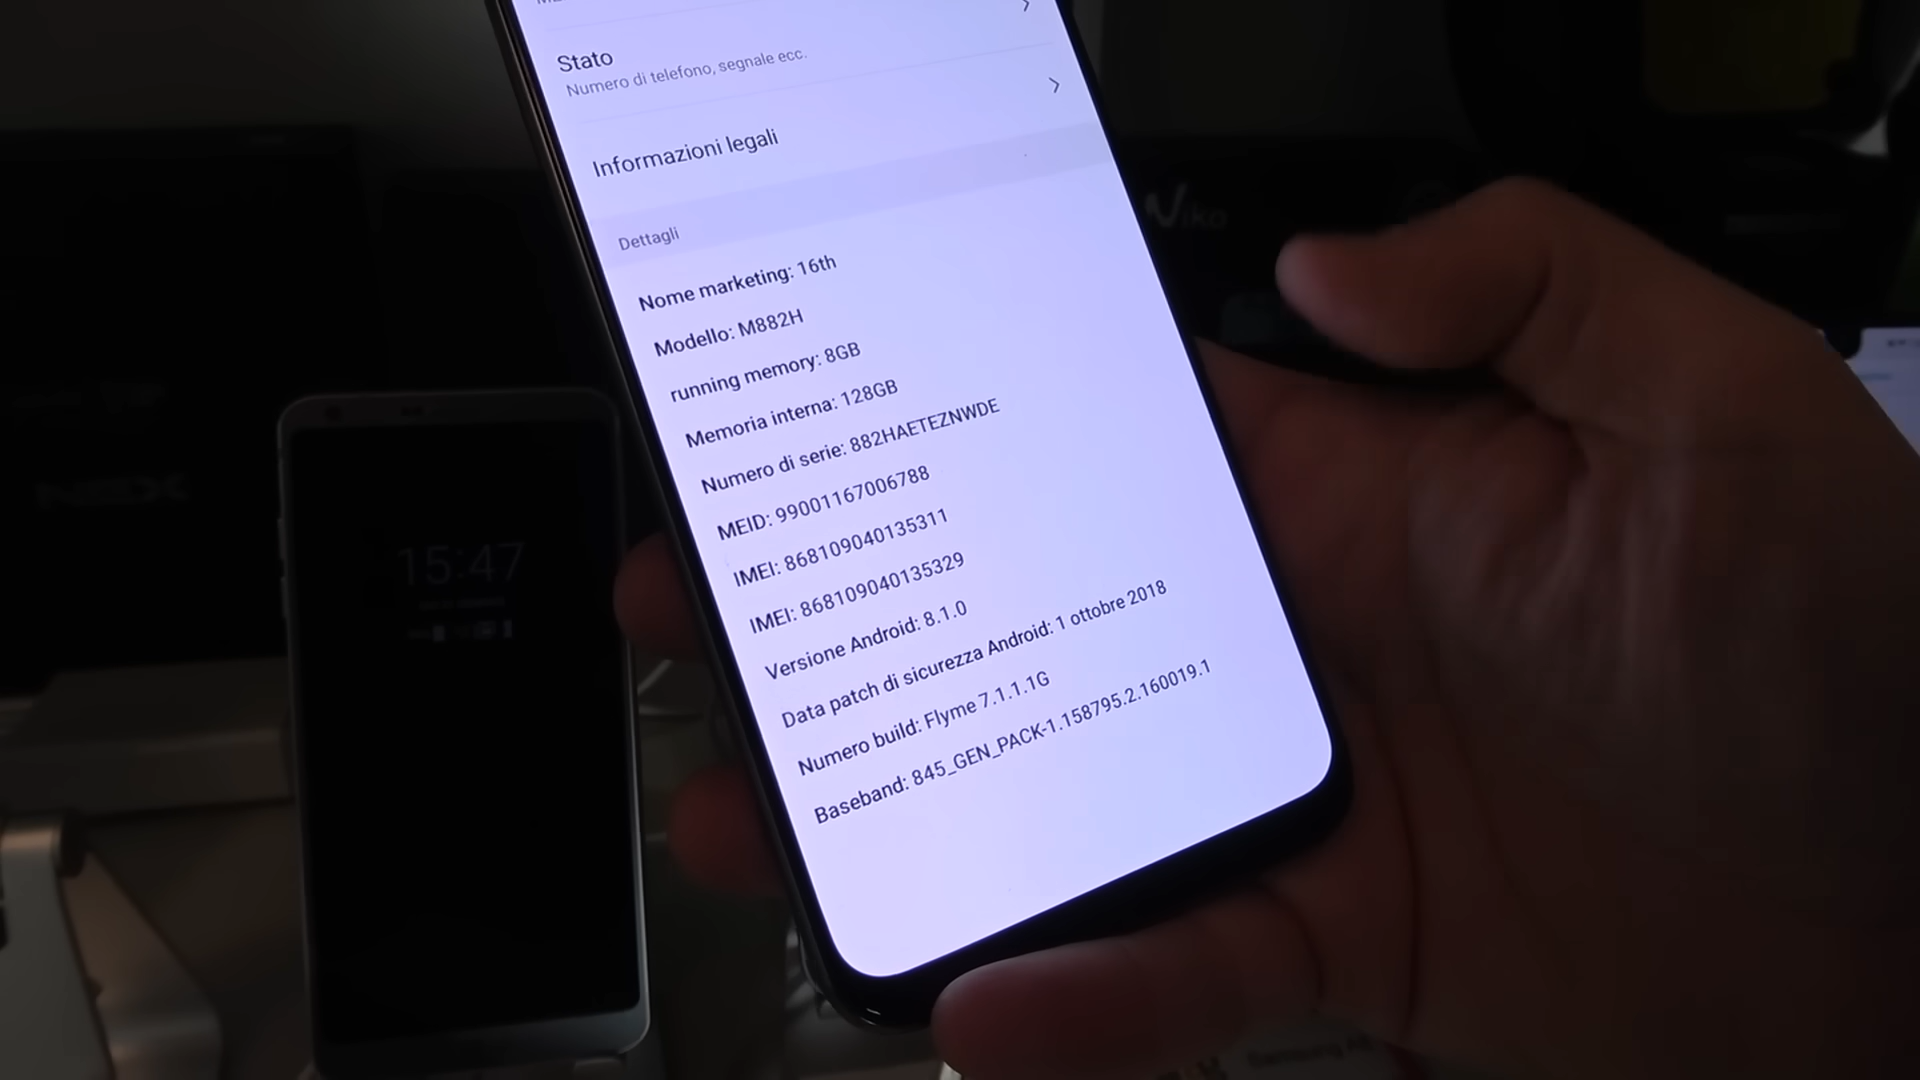 Stato
Numero di telefono, segnale ecc.
Informazioni legali
Dettagli
Nome marketing: 16th
Modello: M882H
running memory: 8GB
Memoria interna: 128GB
Numero di serie: 882HAETEZNWDE
MEID: 99001167006788
IMEI: 868109040135311
IMEI: 868109040135329
Versione Android: 8.1.0
Data patch di sicurezza Android: 1 ottobre 2018
Numero build: Flyme 7.1.1.1G
Baseband: 845_GEN_PACK-1.158795.2.160019.1
15:47
Wiko
NEX
Samsung